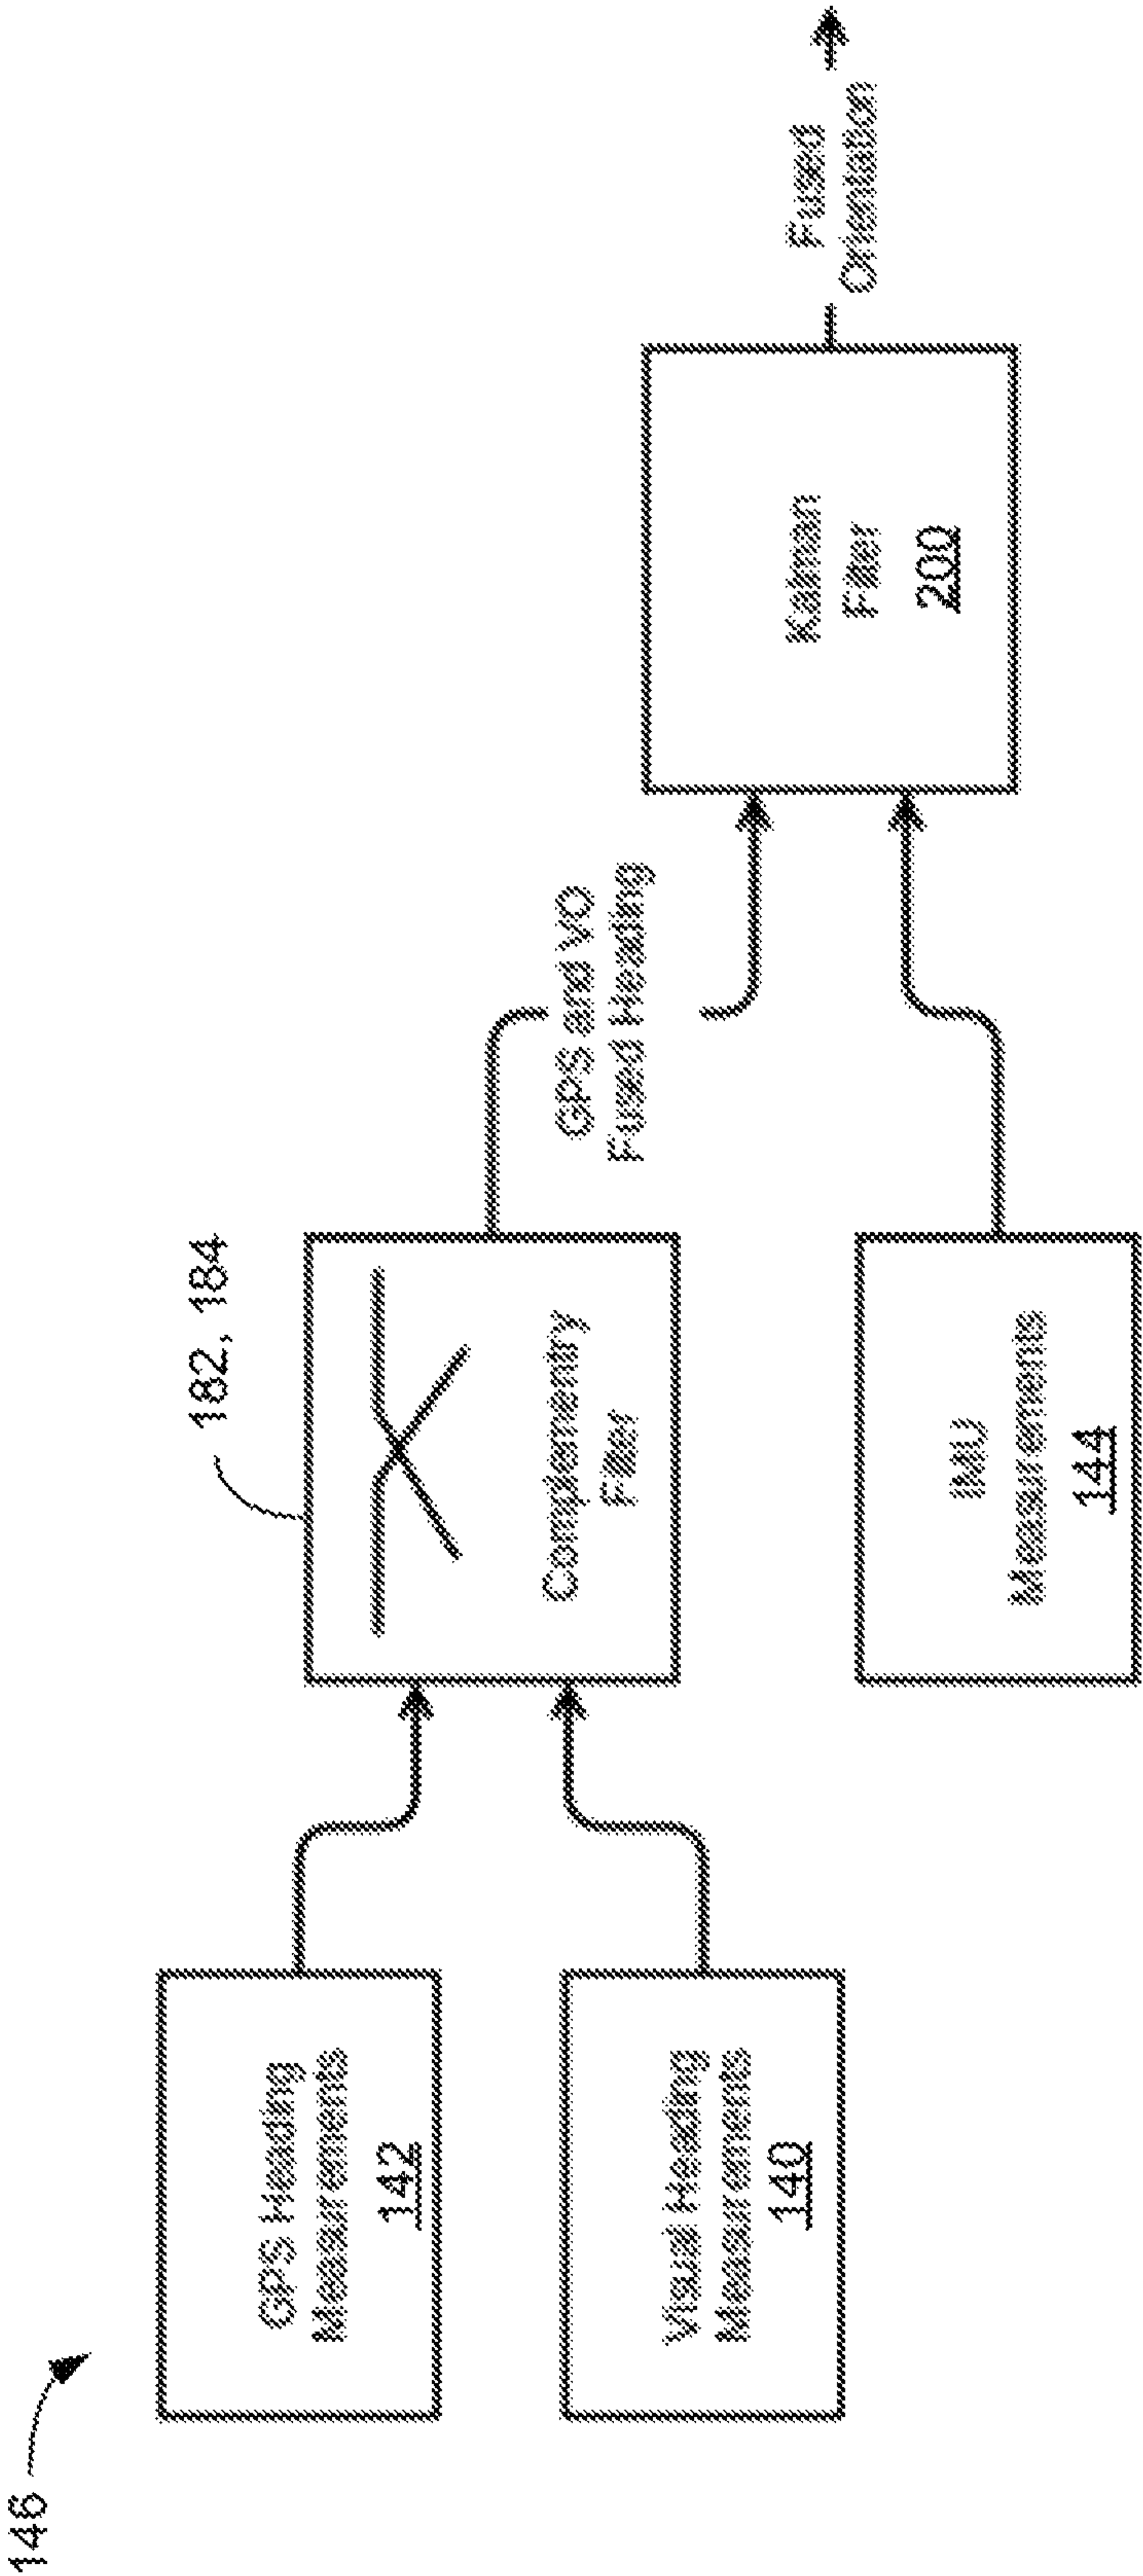 146
GPS Heading
Measurements
142
Visual Heading
Measurements
140
182, 184
Complementry
Filter
GPS and VO
Fused Heading
IMU
Measurements
144
Kalman
Filter
200
Fused
Orientation